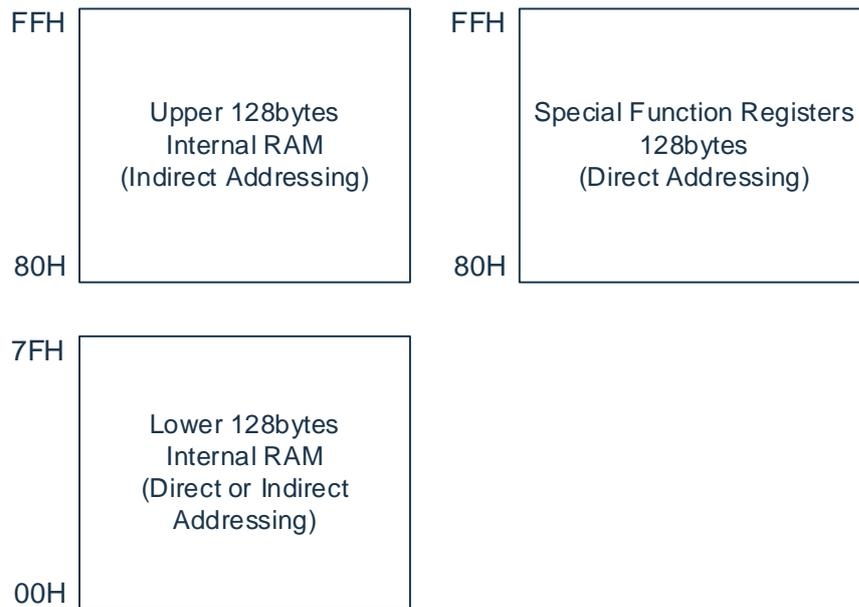 FFH
Upper 128bytes
Internal RAM
(Indirect Addressing)
80H
FFH
Special Function Registers
128bytes
(Direct Addressing)
80H
7FH
Lower 128bytes
Internal RAM
(Direct or Indirect
Addressing)
00H